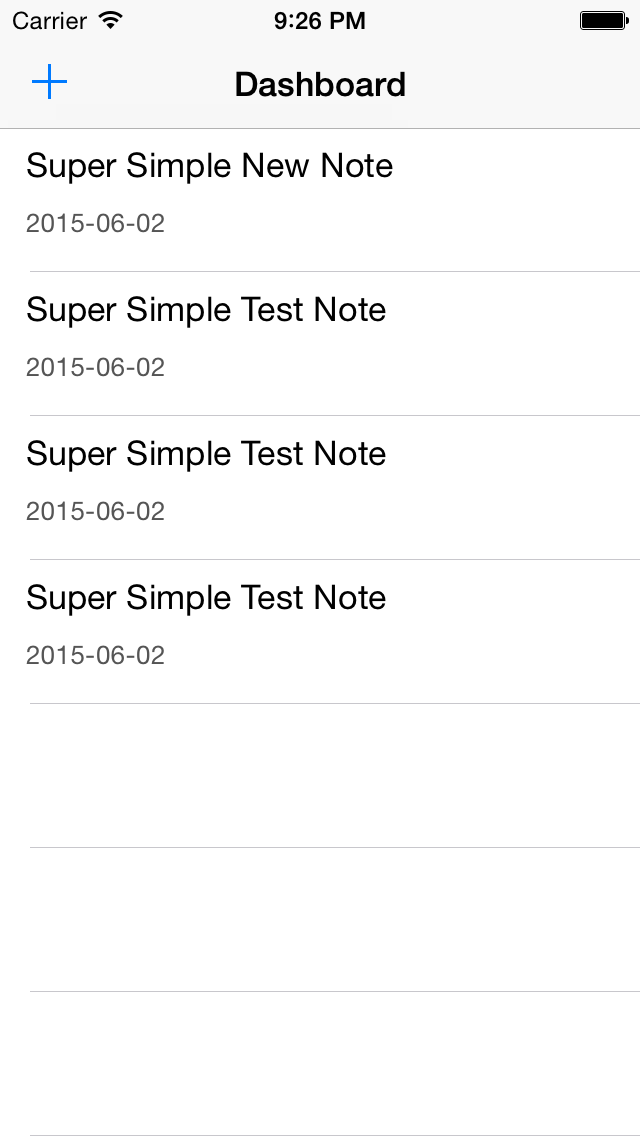 Carrier 9:26 PM
Dashboard
Super Simple New Note
2015-06-02
Super Simple Test Note
2015-06-02
Super Simple Test Note
2015-06-02
Super Simple Test Note
2015-06-02